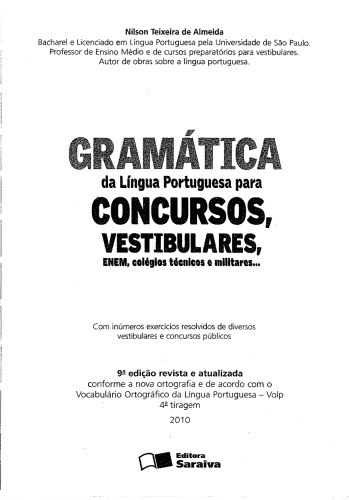 Nilson Teixeira de Almeida
Bacharel e Licenciado em Língua Portuguesa pela Universidade de São Paulo.
Professor de Ensino Médio e de cursos preparatórios para vestibulares.
Autor de obras sobre a língua portuguesa.
GRAMÁTICA
da Língua Portuguesa para
CONCURSOS,
VESTIBULARES,
ENEM, colégios técnicos e militares...
Com inúmeros exercícios resolvidos de diversos
vestibulares e concursos públicos
9ª edição revista e atualizada
conforme a nova ortografia e de acordo com o
Vocabulário Ortográfico da Língua Portuguesa – Volp
4ª tiragem
2010
Editora
Saraiva